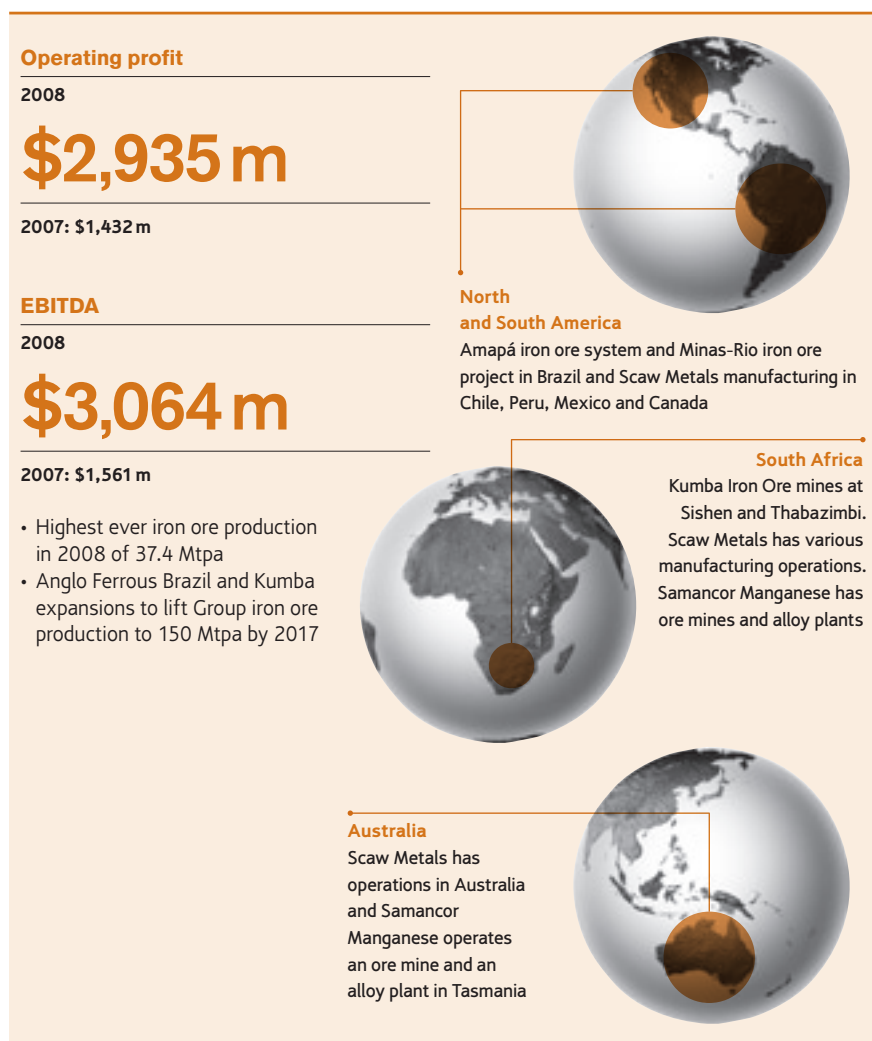 Operating profit
2008
$2,935 m
2007: $1,432 m
EBITDA
2008
$3,064 m
2007: $1,561 m
• Highest ever iron ore production
in 2008 of 37.4 Mtpa
• Anglo Ferrous Brazil and Kumba
expansions to lift Group iron ore
production to 150 Mtpa by 2017
North
and South America
Amapá iron ore system and Minas-Rio iron ore
project in Brazil and Scaw Metals manufacturing in
Chile, Peru, Mexico and Canada
South Africa
Kumba Iron Ore mines at
Sishen and Thabazimbi.
Scaw Metals has various
manufacturing operations.
Samancor Manganese has
ore mines and alloy plants
Australia
Scaw Metals has
operations in Australia
and Samancor
Manganese operates
an ore mine and an
alloy plant in Tasmania